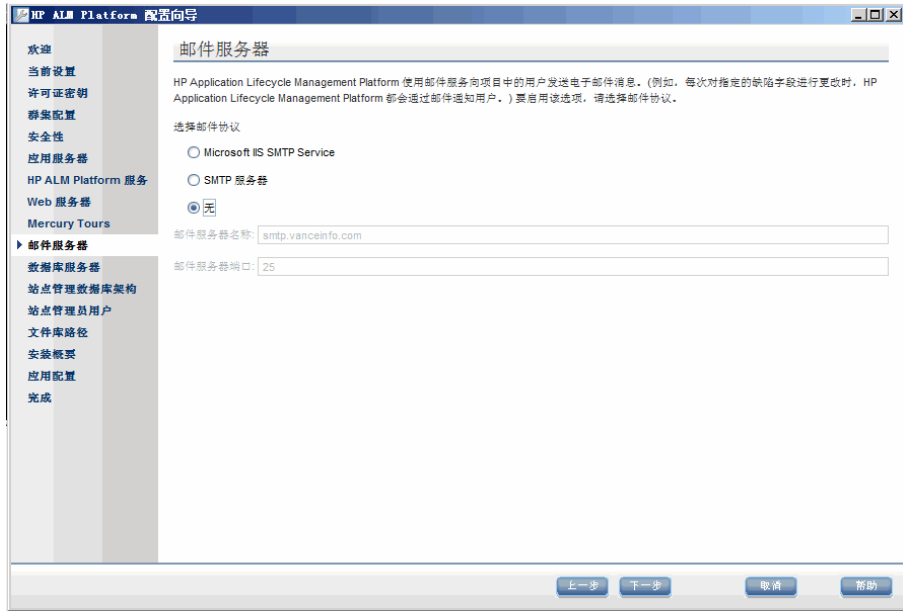 HP ALM Platform 配置向导
欢迎
当前设置
许可证密钥
群集配置
安全性
应用服务器
HP ALM Platform 服务
Web 服务器
Mercury Tours
邮件服务器
数据库服务器
站点管理数据库架构
站点管理员用户
文件库路径
安装概要
应用配置
完成
邮件服务器
HP Application Lifecycle Management Platform 使用邮件服务向项目中的用户发送电子邮件消息。(例如，每次对指定的缺陷字段进行更改时，HP
Application Lifecycle Management Platform 都会通过邮件通知用户。) 要启用该选项，请选择邮件协议。
选择邮件协议
Microsoft IIS SMTP Service
SMTP 服务器
无
邮件服务器名称: smtp.vanceinfo.com
邮件服务器端口: 25
上一步 下一步 取消 帮助